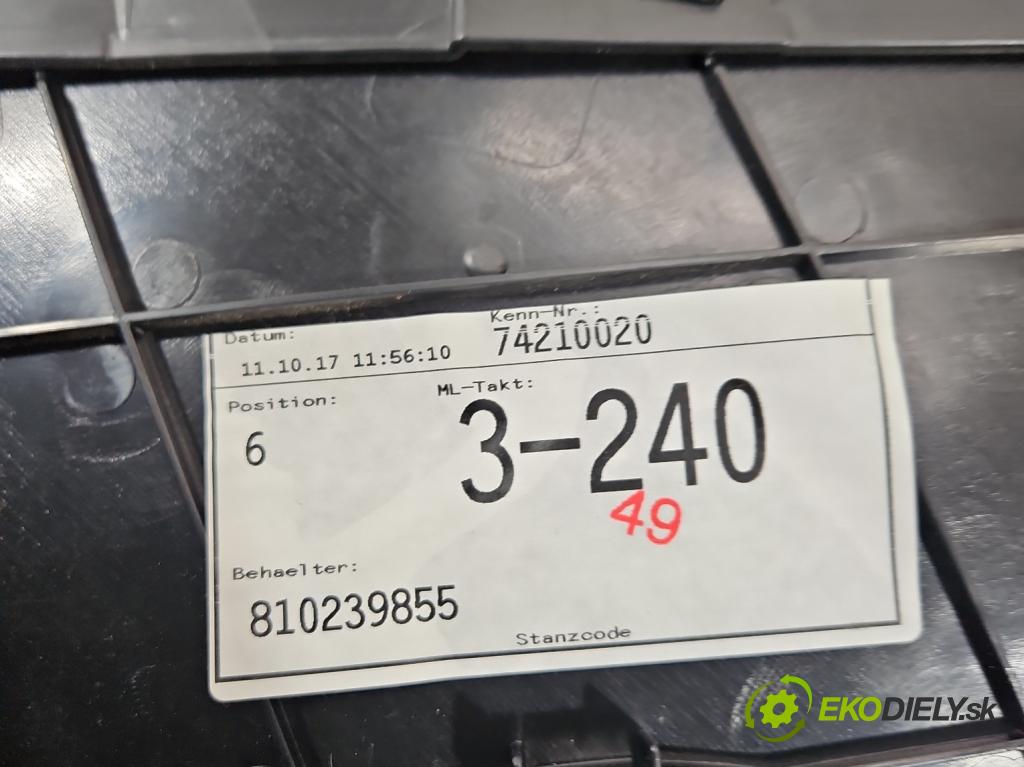 Datum:
Kenn-Nr.:
11.10.17 11:56:10
74210020
Position:
ML-Takt:
6
3-240
49
Behaelter:
810239855
Stanzcode
EKODIELY.sk